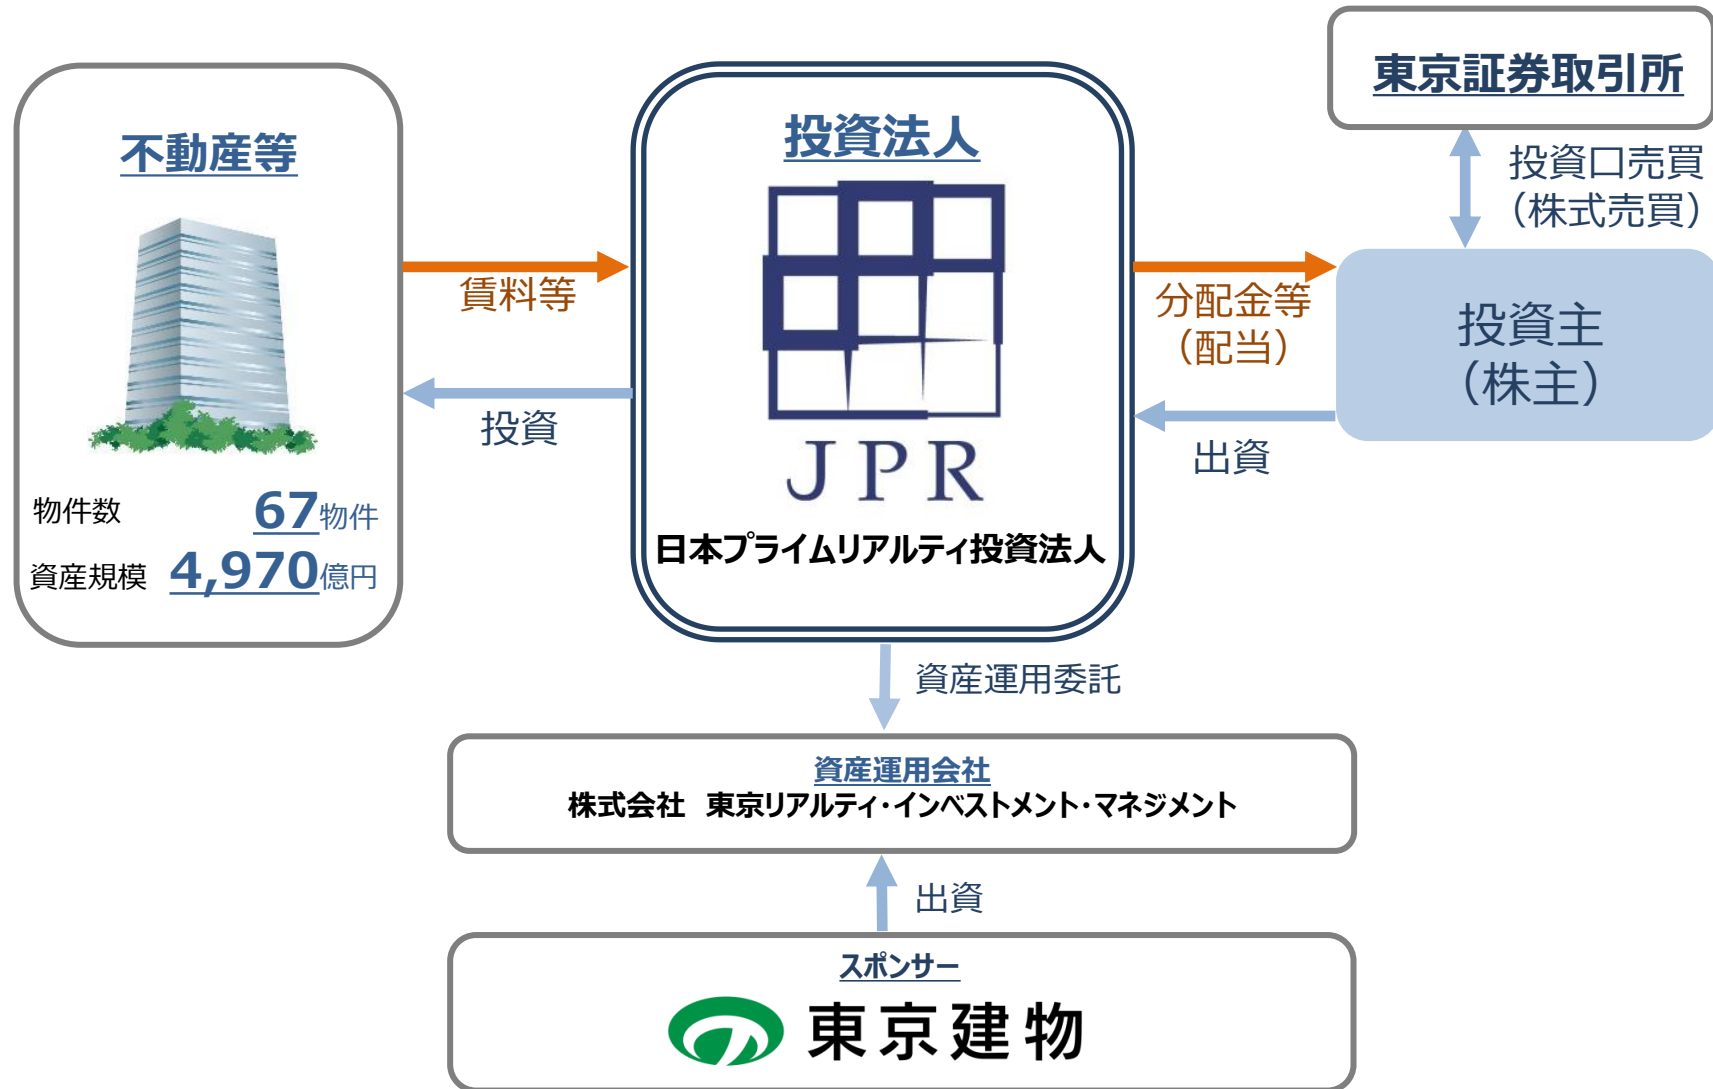 東京証券取引所
投資口売買
（株式売買）
不動産等
物件数 67物件
資産規模 4,970億円
賃料等
投資
投資法人
JPR
日本プライムリアルティ投資法人
分配金等
（配当）
出資
投資主
（株主）
資産運用委託
資産運用会社
株式会社　東京リアルティ・インベストメント・マネジメント
出資
スポンサー
東京建物